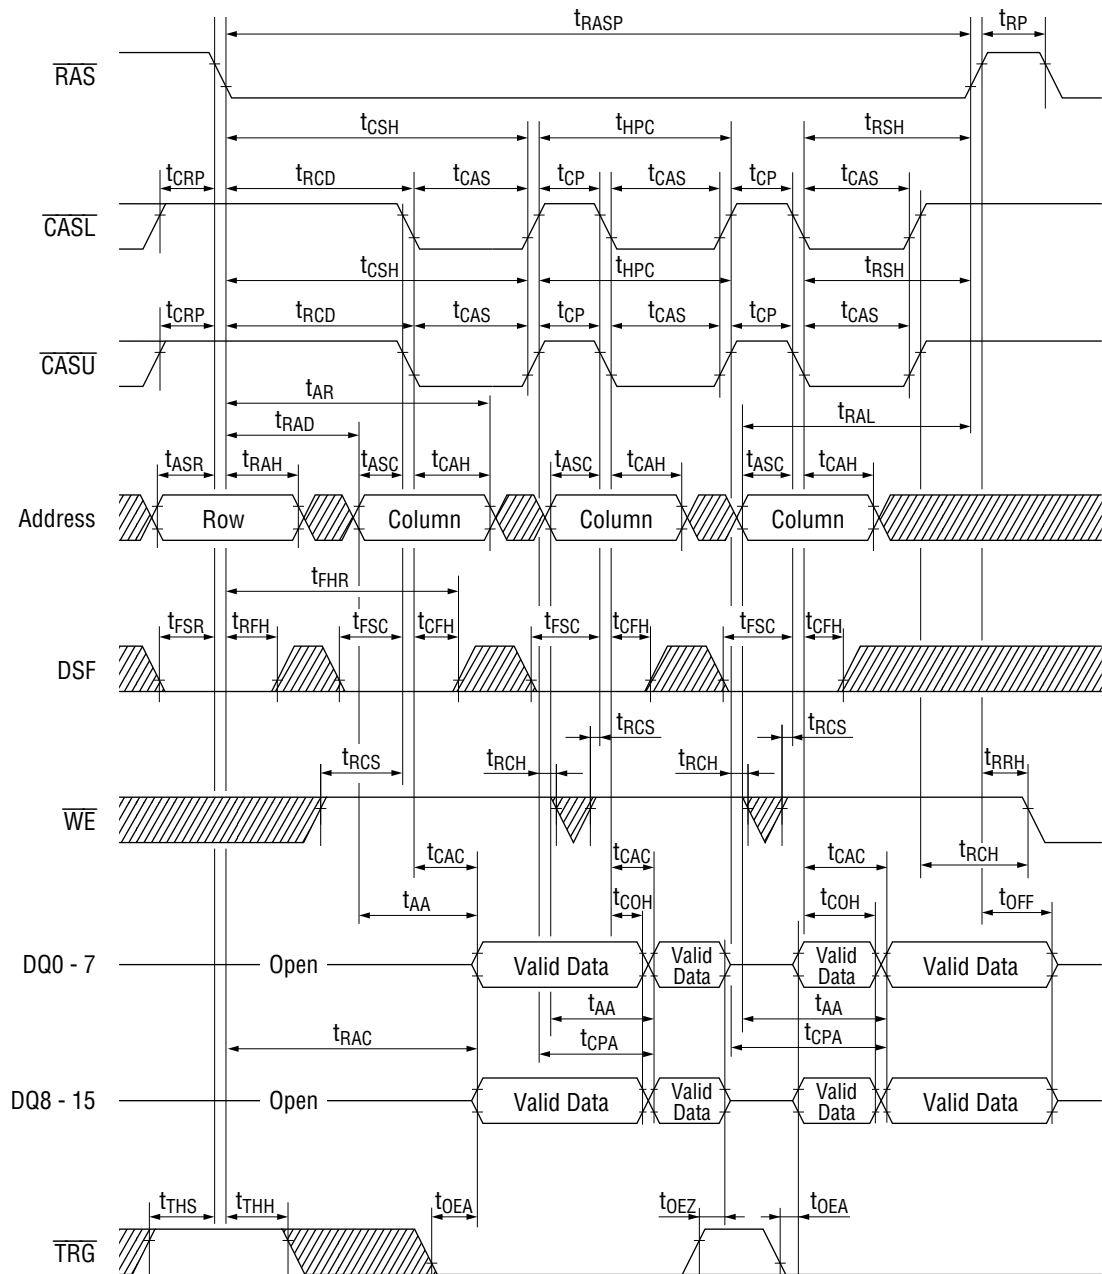 tRASP tRP
RAS
tCSH tHPC tRSH
tCRP tRCD tCAS tCP tCAS tCP tCAS
CASL
tCSH tHPC tRSH
tCRP tRCD tCAS tCP tCAS tCP tCAS
CASU
tAR
tRAD tRAL
tASR tRAH tASC tCAH tASC tCAH tASC tCAH
Address Row Column Column Column
tFHR
tFSR tRFH tFSC tCFH tFSC tCFH tFSC tCFH
DSF
tRCS tRCS
tRCS tRCH tRCH tRRH
WE
tCAC tCAC tCAC tRCH
tAA tCOH tCOH tOFF
DQ0 - 7 Open Valid Data Valid Data Valid Data Valid Data
tAA tAA
tRAC tCPA tCPA
DQ8 - 15 Open Valid Data Valid Data Valid Data Valid Data
tTHS tTHH tOEA tOEZ tOEA
TRG